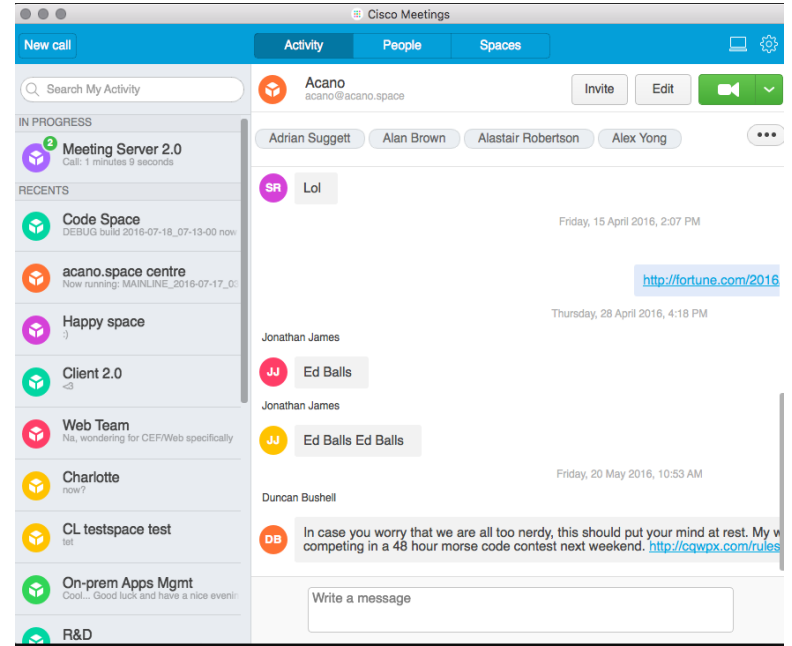 Cisco Meetings
New call
Activity
People
Spaces
Search My Activity
IN PROGRESS
2
Meeting Server 2.0
Call: 1 minutes 9 seconds
RECENTS
Code Space
DEBUG build 2016-07-18_07-13-00 now
acano.space centre
Now running: MAINLINE_2016-07-17_03
Happy space
:)
Client 2.0
<3
Web Team
Na, wondering for CEF/Web specifically
Charlotte
now?
CL testspace test
tet
On-prem Apps Mgmt
Cool... Good luck and have a nice evenin
R&D
Acano
acano@acano.space
Invite
Edit
Adrian Suggett
Alan Brown
Alastair Robertson
Alex Yong
SR
Lol
Friday, 15 April 2016, 2:07 PM
http://fortune.com/2016
Thursday, 28 April 2016, 4:18 PM
Jonathan James
JJ
Ed Balls
Jonathan James
JJ
Ed Balls Ed Balls
Friday, 20 May 2016, 10:53 AM
Duncan Bushell
DB
In case you worry that we are all too nerdy, this should put your mind at rest. My
competing in a 48 hour morse code contest next weekend. http://cqwpx.com/rules
Write a message